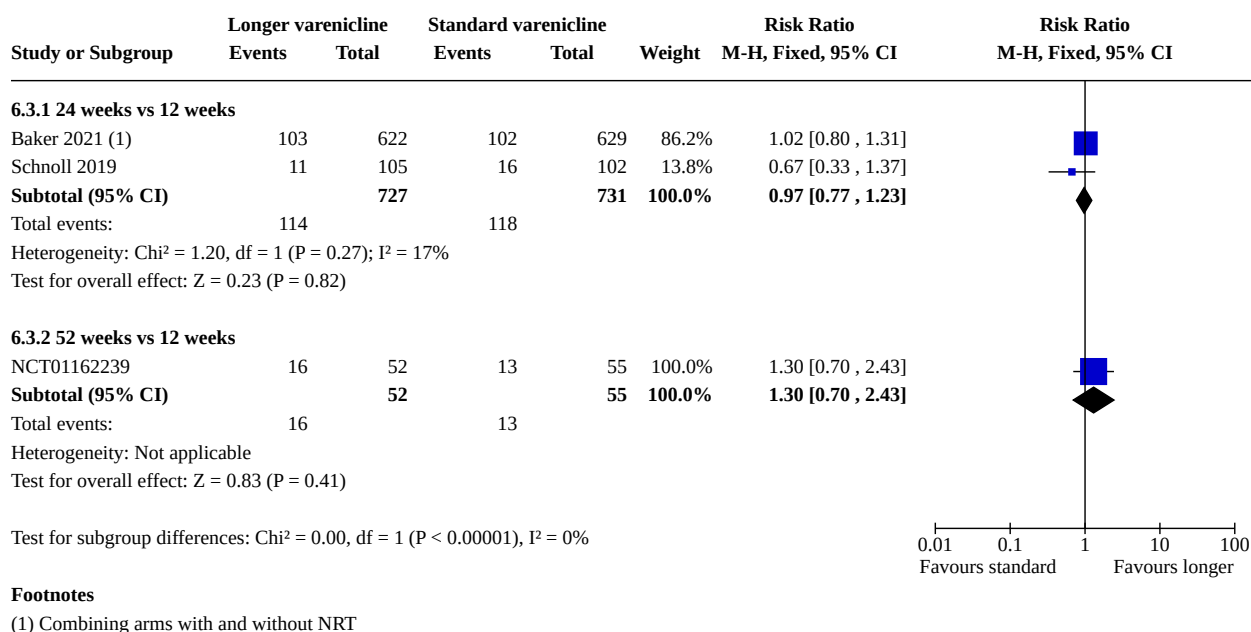 Longer varenicline Standard varenicline Risk Ratio Risk Ratio
Study or Subgroup Events Total Events Total Weight M-H, Fixed, 95% CI M-H, Fixed, 95% CI
6.3.1 24 weeks vs 12 weeks
Baker 2021 (1) 103 622 102 629 86.2% 1.02 [0.80 , 1.31]
Schnoll 2019 11 105 16 102 13.8% 0.67 [0.33 , 1.37]
Subtotal (95% CI) 727 731 100.0% 0.97 [0.77 , 1.23]
Total events: 114 118
Heterogeneity: Chi² = 1.20, df = 1 (P = 0.27); I² = 17%
Test for overall effect: Z = 0.23 (P = 0.82)
6.3.2 52 weeks vs 12 weeks
NCT01162239 16 52 13 55 100.0% 1.30 [0.70 , 2.43]
Subtotal (95% CI) 52 55 100.0% 1.30 [0.70 , 2.43]
Total events: 16 13
Heterogeneity: Not applicable
Test for overall effect: Z = 0.83 (P = 0.41)
Test for subgroup differences: Chi² = 0.00, df = 1 (P < 0.00001), I² = 0%
0.01 0.1 1 10 100
Favours standard Favours longer
Footnotes
(1) Combining arms with and without NRT